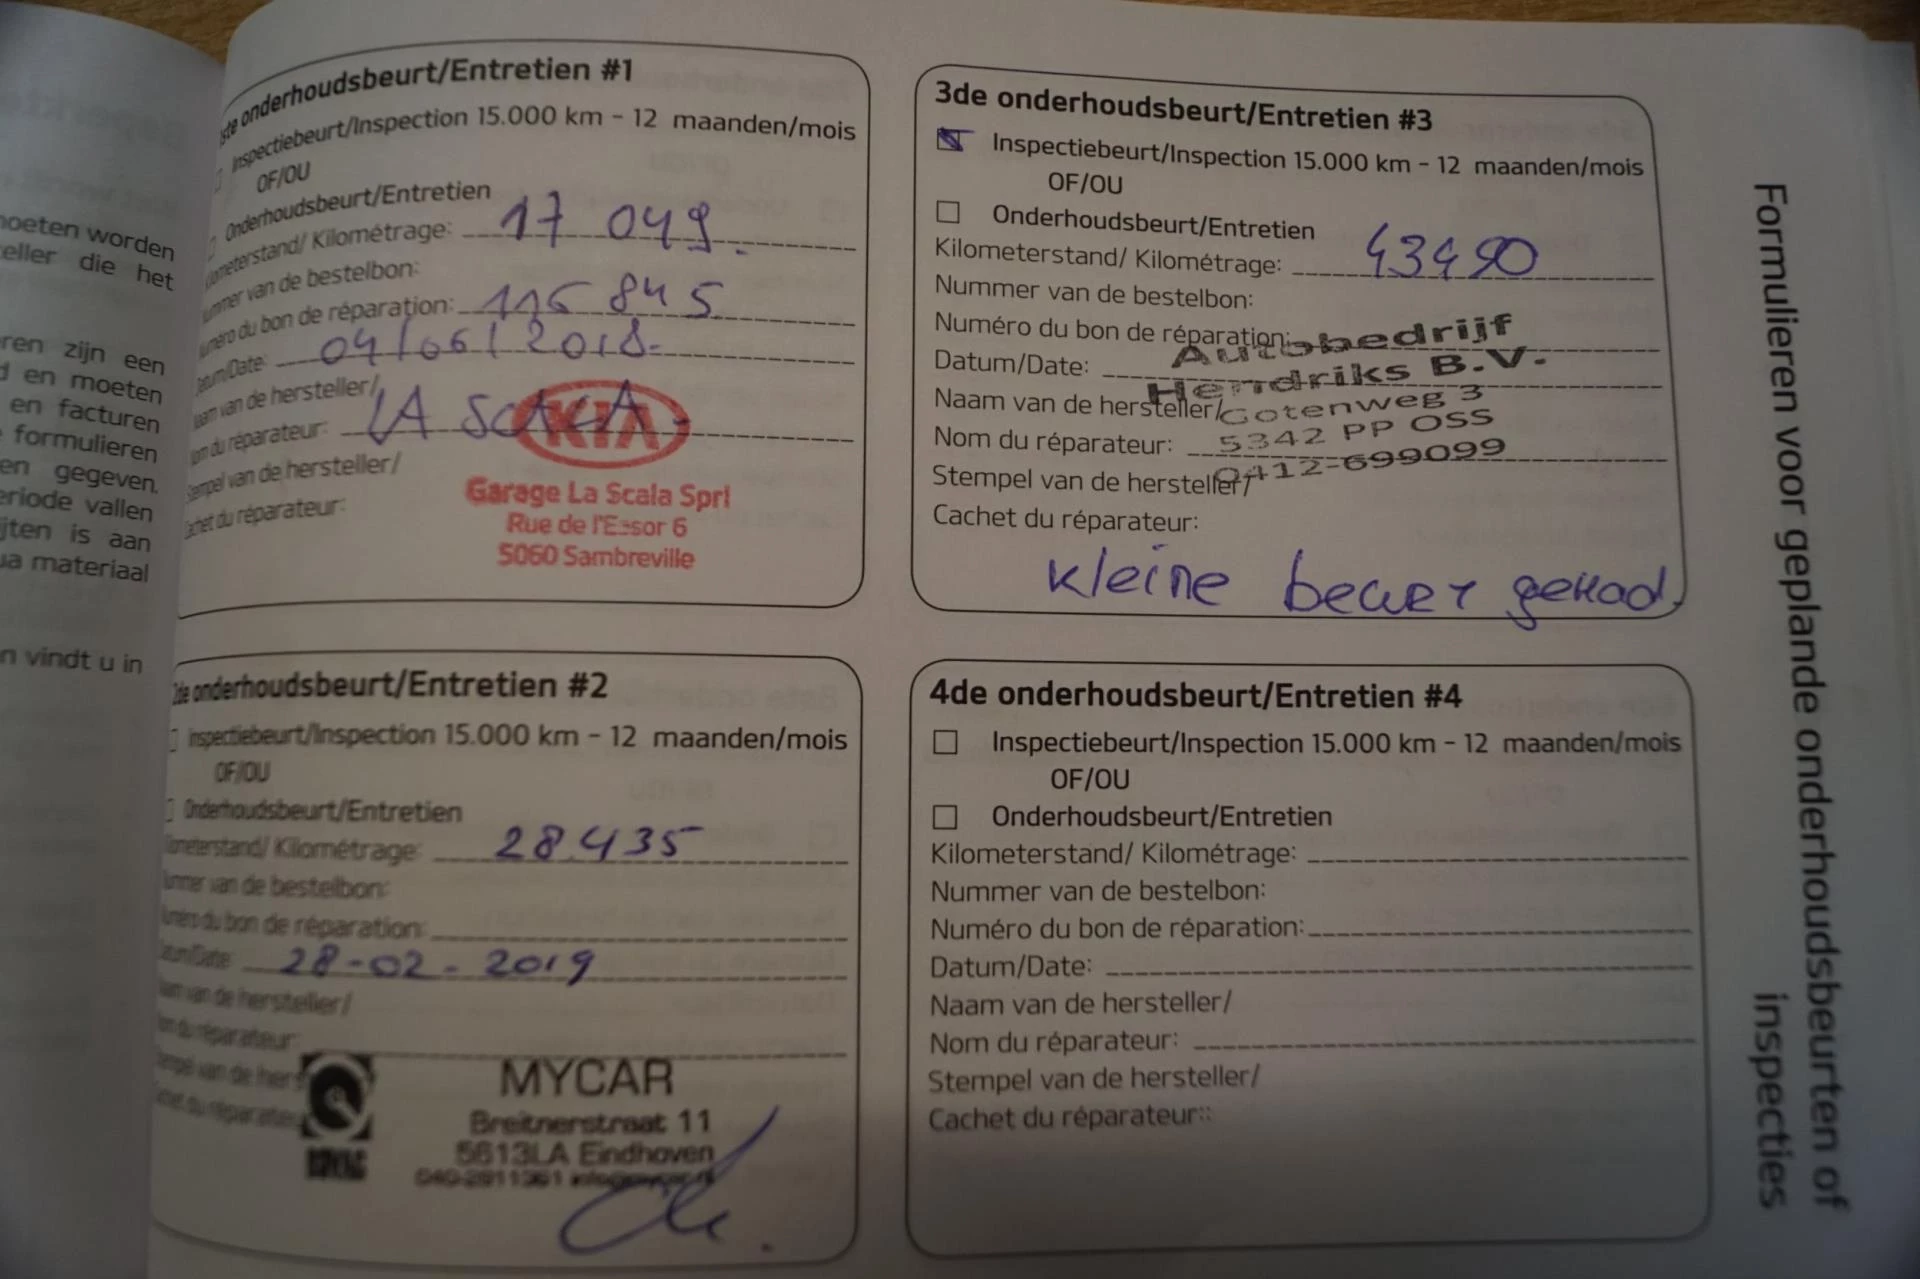 moeten worden
eller die het
ren zijn een
d en moeten
en facturen
formulieren
en gegeven.
eriode vallen
jten is aan
ua materiaal
n vindt u in
onderhoudsbeurt/Entretien #1
Inspectiebeurt/Inspection 15.000 km - 12 maanden/mois
OF/OU
Onderhoudsbeurt/Entretien
Kilometerstand/ Kilométrage: 17 049.
Nummer van de bestelbon:
Numéro du bon de réparation: 116 845
Datum/Date: 04/06/2018.
Naam van de hersteller/
Nom du réparateur: LA SCALA.
Stempel van de hersteller/
Cachet du réparateur:
KIA
Garage La Scala Sprl
Rue de l'Essor 6
5060 Sambreville
2de onderhoudsbeurt/Entretien #2
Inspectiebeurt/Inspection 15.000 km - 12 maanden/mois
OF/OU
Onderhoudsbeurt/Entretien
Kilometerstand/ Kilométrage: 28.435
Nummer van de bestelbon:
Numéro du bon de réparation:
Datum/Date: 28-02-2019
Naam van de hersteller/
Nom du réparateur:
Stempel van de
Cachet du réparateur
MYCAR
Breitnerstraat 11
5613LA Eindhoven
3de onderhoudsbeurt/Entretien #3
Inspectiebeurt/Inspection 15.000 km - 12 maanden/mois
OF/OU
Onderhoudsbeurt/Entretien
Kilometerstand/ Kilométrage: 43490
Nummer van de bestelbon:
Numéro du bon de réparation:
Datum/Date:
Naam van de hersteller/
Nom du réparateur:
Stempel van de hersteller/
Cachet du réparateur:
Autobedrijf
Hendriks B.V.
Gotenweg 3
5342 PP OSS
0412-699099
kleine beurt gehad.
4de onderhoudsbeurt/Entretien #4
Inspectiebeurt/Inspection 15.000 km - 12 maanden/mois
OF/OU
Onderhoudsbeurt/Entretien
Kilometerstand/ Kilométrage:
Nummer van de bestelbon:
Numéro du bon de réparation:
Datum/Date:
Naam van de hersteller/
Nom du réparateur:
Stempel van de hersteller/
Cachet du réparateur::
Formulieren voor geplande onderhoudsbeurten of
inspecties